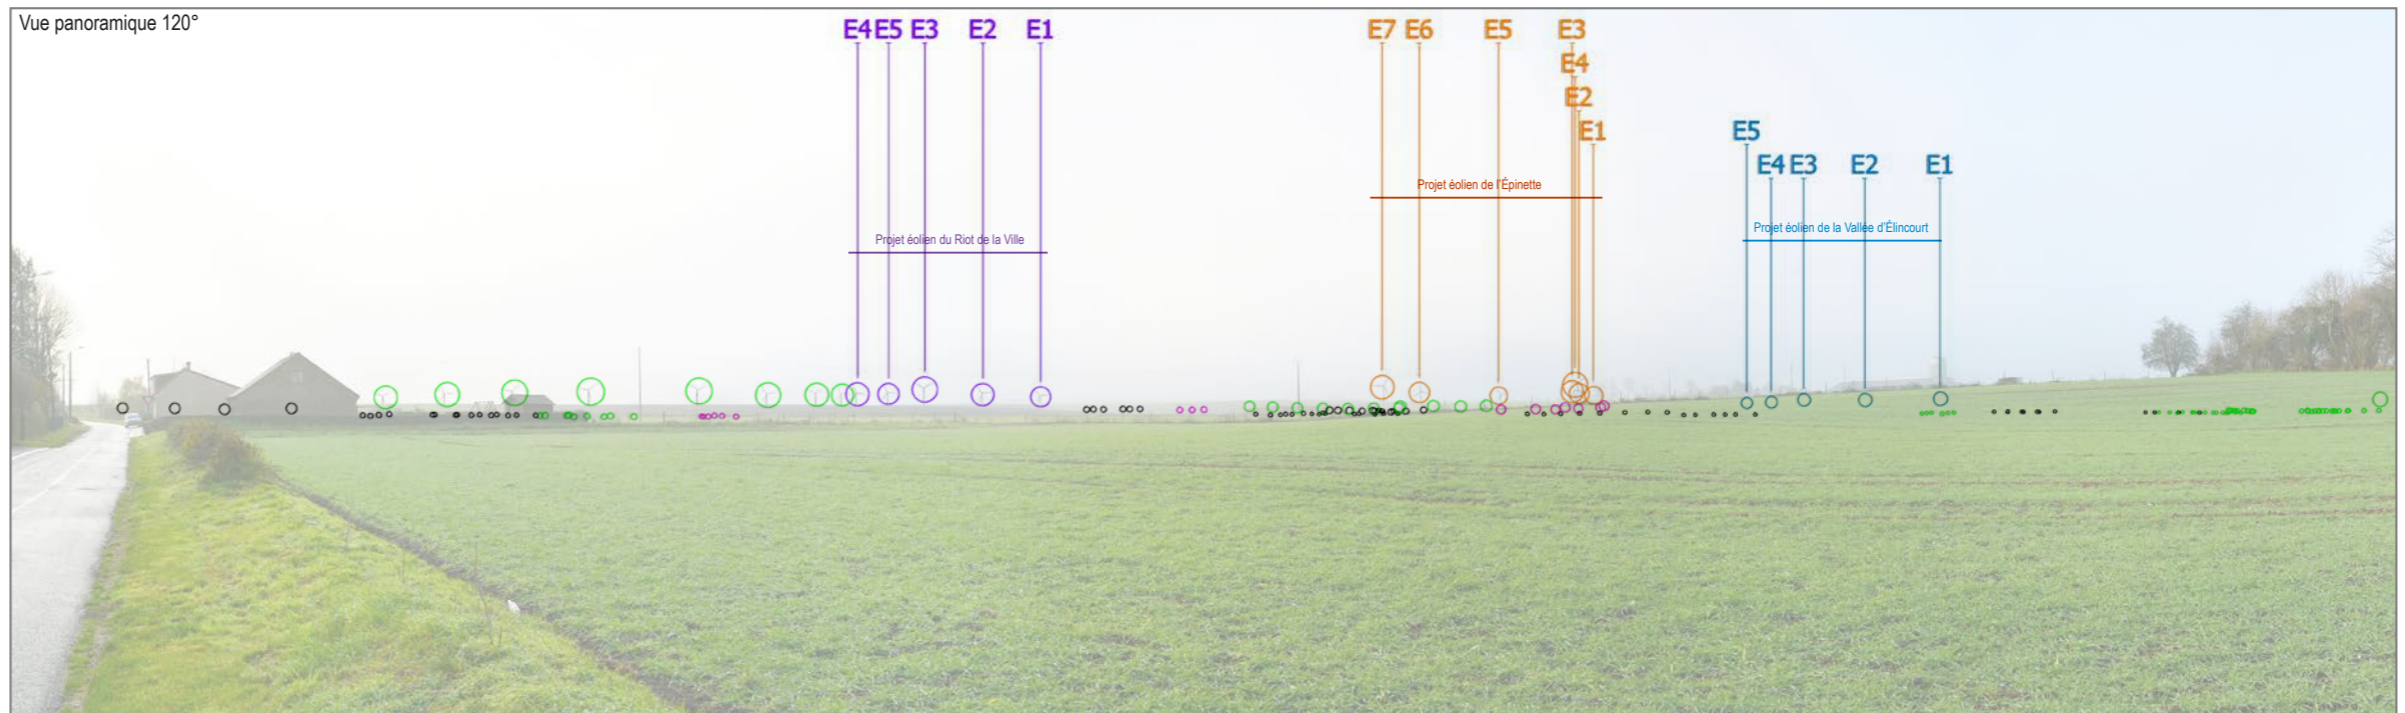 Vue panoramique 120°
E4 E5 E3 E2 E1
E7 E6 E5 E3
E4
E2
E1
E5
E4 E3 E2 E1
Projet éolien de l'Épinette
Projet éolien du Riot de la Ville
Projet éolien de la Vallée d'Élincourt